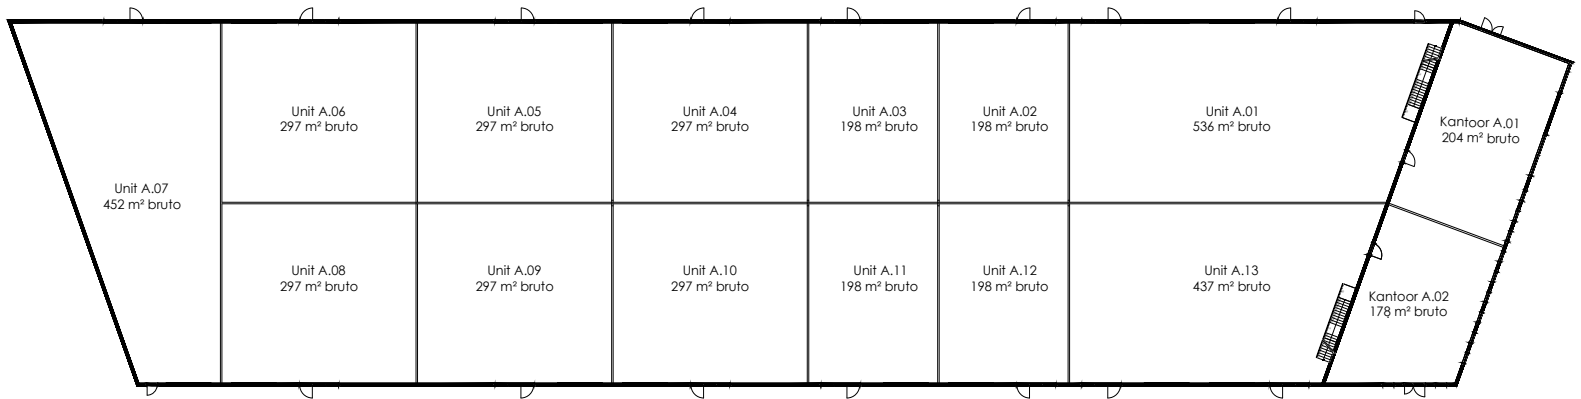 Unit A.06
297 m² bruto
Unit A.05
297 m² bruto
Unit A.04
297 m² bruto
Unit A.03
198 m² bruto
Unit A.02
198 m² bruto
Unit A.01
536 m² bruto
Kantoor A.01
204 m² bruto
Unit A.07
452 m² bruto
Unit A.08
297 m² bruto
Unit A.09
297 m² bruto
Unit A.10
297 m² bruto
Unit A.11
198 m² bruto
Unit A.12
198 m² bruto
Unit A.13
437 m² bruto
Kantoor A.02
178 m² bruto